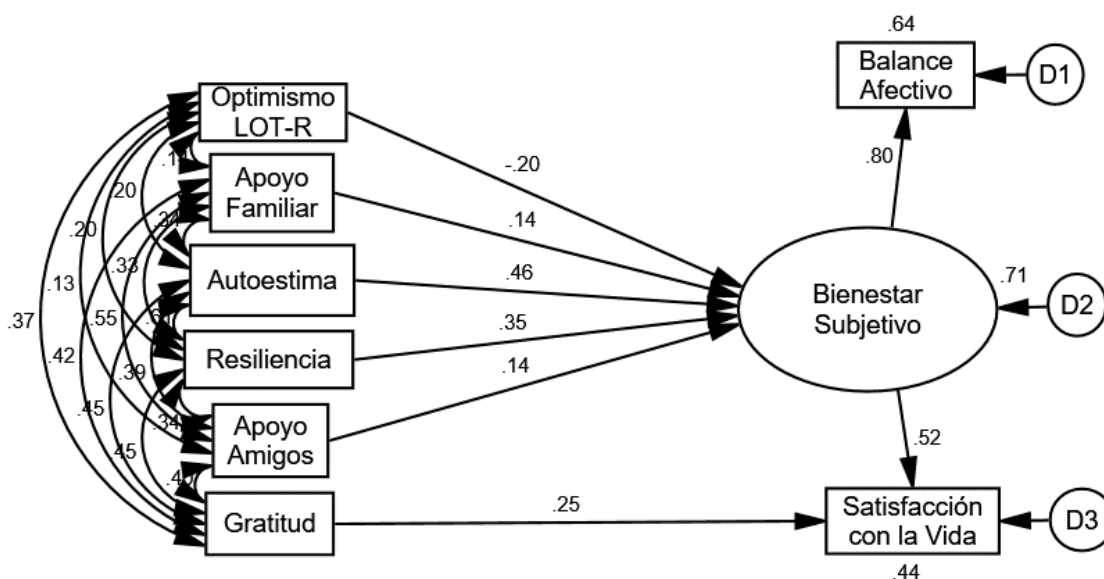 .64
Balance
Afectivo
D1
.80
Optimismo
LOT-R
-.20
Apoyo
Familiar
.14
.20
.20
.33
Autoestima
.46
Bienestar
Subjetivo
.71
D2
.13
.55
.37
.42
.39
Resiliencia
.35
.14
.45
.34
.45
Apoyo
Amigos
.52
Gratitud
.25
Satisfacción
con la Vida
D3
.44